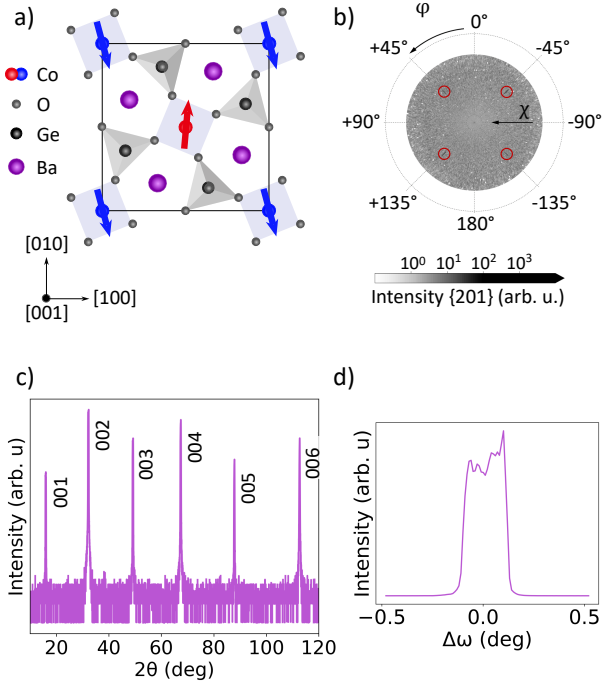 a)
Co
O
Ge
Ba
[010]
[001]
[100]
b)
φ
0°
+45°
-45°
χ
+90°
-90°
+135°
-135°
180°
10⁰ 10¹ 10² 10³
Intensity {201} (arb. u.)
c)
Intensity (arb. u)
001
002
003
004
005
006
20 40 60 80 100 120
2θ (deg)
d)
Intensity (arb. u)
−0.5 0.0 0.5
Δω (deg)